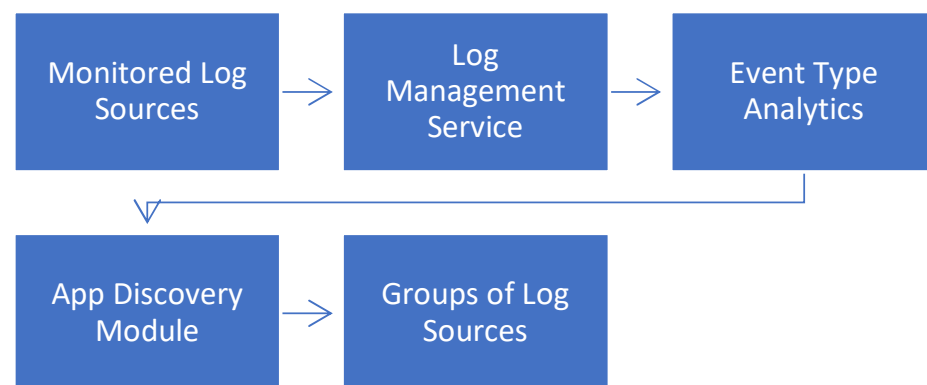 Monitored Log
Sources
Log
Management
Service
Event Type
Analytics
App Discovery
Module
Groups of Log
Sources